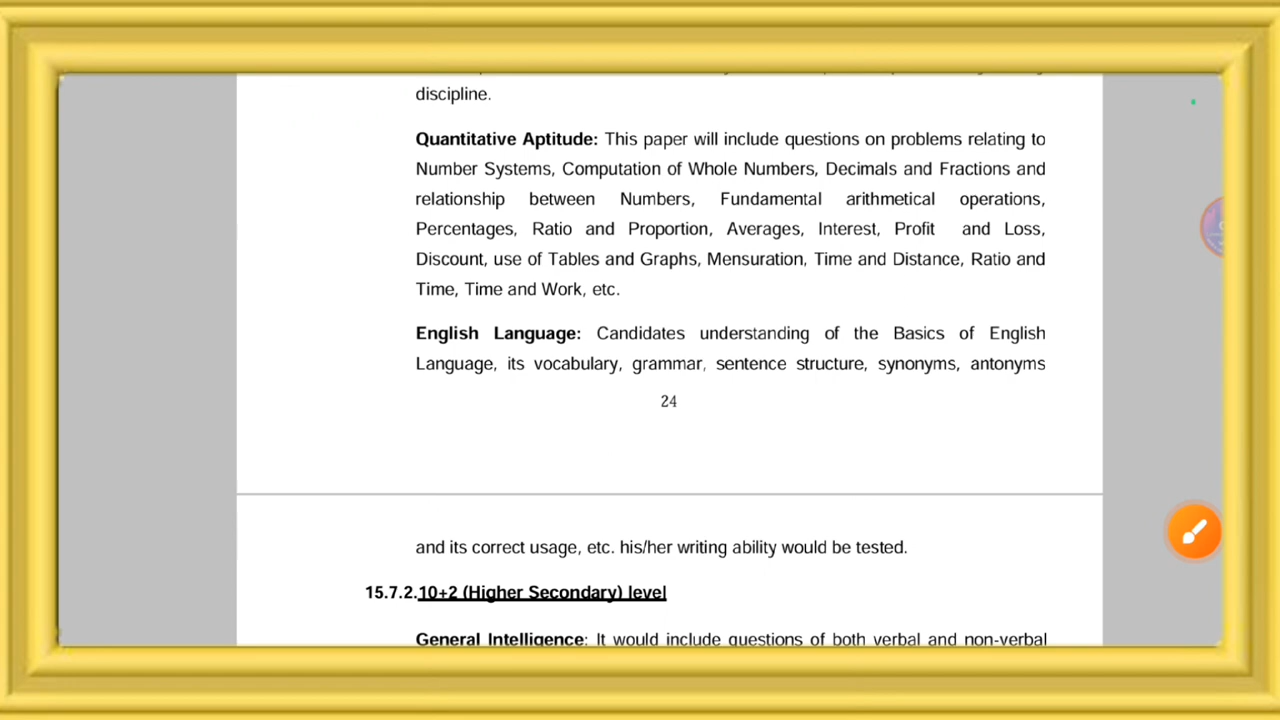 discipline.
Quantitative Aptitude: This paper will include questions on problems relating to
Number Systems, Computation of Whole Numbers, Decimals and Fractions and
relationship between Numbers, Fundamental arithmetical operations,
Percentages, Ratio and Proportion, Averages, Interest, Profit and Loss,
Discount, use of Tables and Graphs, Mensuration, Time and Distance, Ratio and
Time, Time and Work, etc.
English Language: Candidates understanding of the Basics of English
Language, its vocabulary, grammar, sentence structure, synonyms, antonyms
24
and its correct usage, etc. his/her writing ability would be tested.
15.7.2.10+2 (Higher Secondary) level
General Intelligence: It would include questions of both verbal and non-verbal